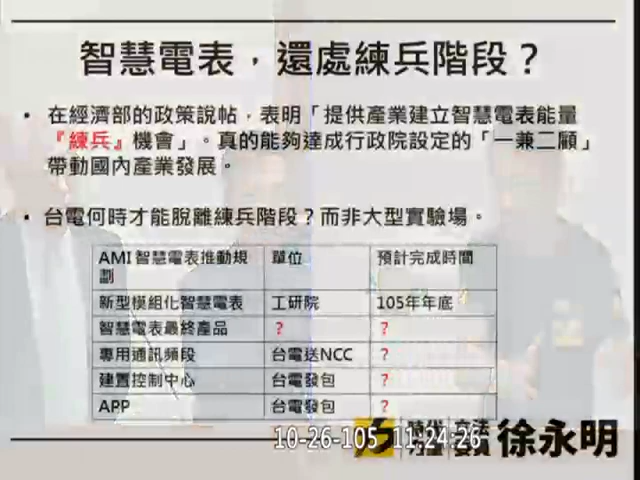 智慧電表，還處練兵階段？
• 在經濟部的政策說帖，表明「提供產業建立智慧電表能量
『練兵』機會」。真的能夠達成行政院設定的「一兼二顧」
帶動國內產業發展。
• 台電何時才能脫離練兵階段？而非大型實驗場。
AMI智慧電表推動規劃 單位 預計完成時間
新型模組化智慧電表 工研院 105年年底
智慧電表最終產品 ？ ？
專用通訊頻段 台電送NCC ？
建置控制中心 台電發包 ？
APP 台電發包 ？
10-26-105 11:24:26
徐永明